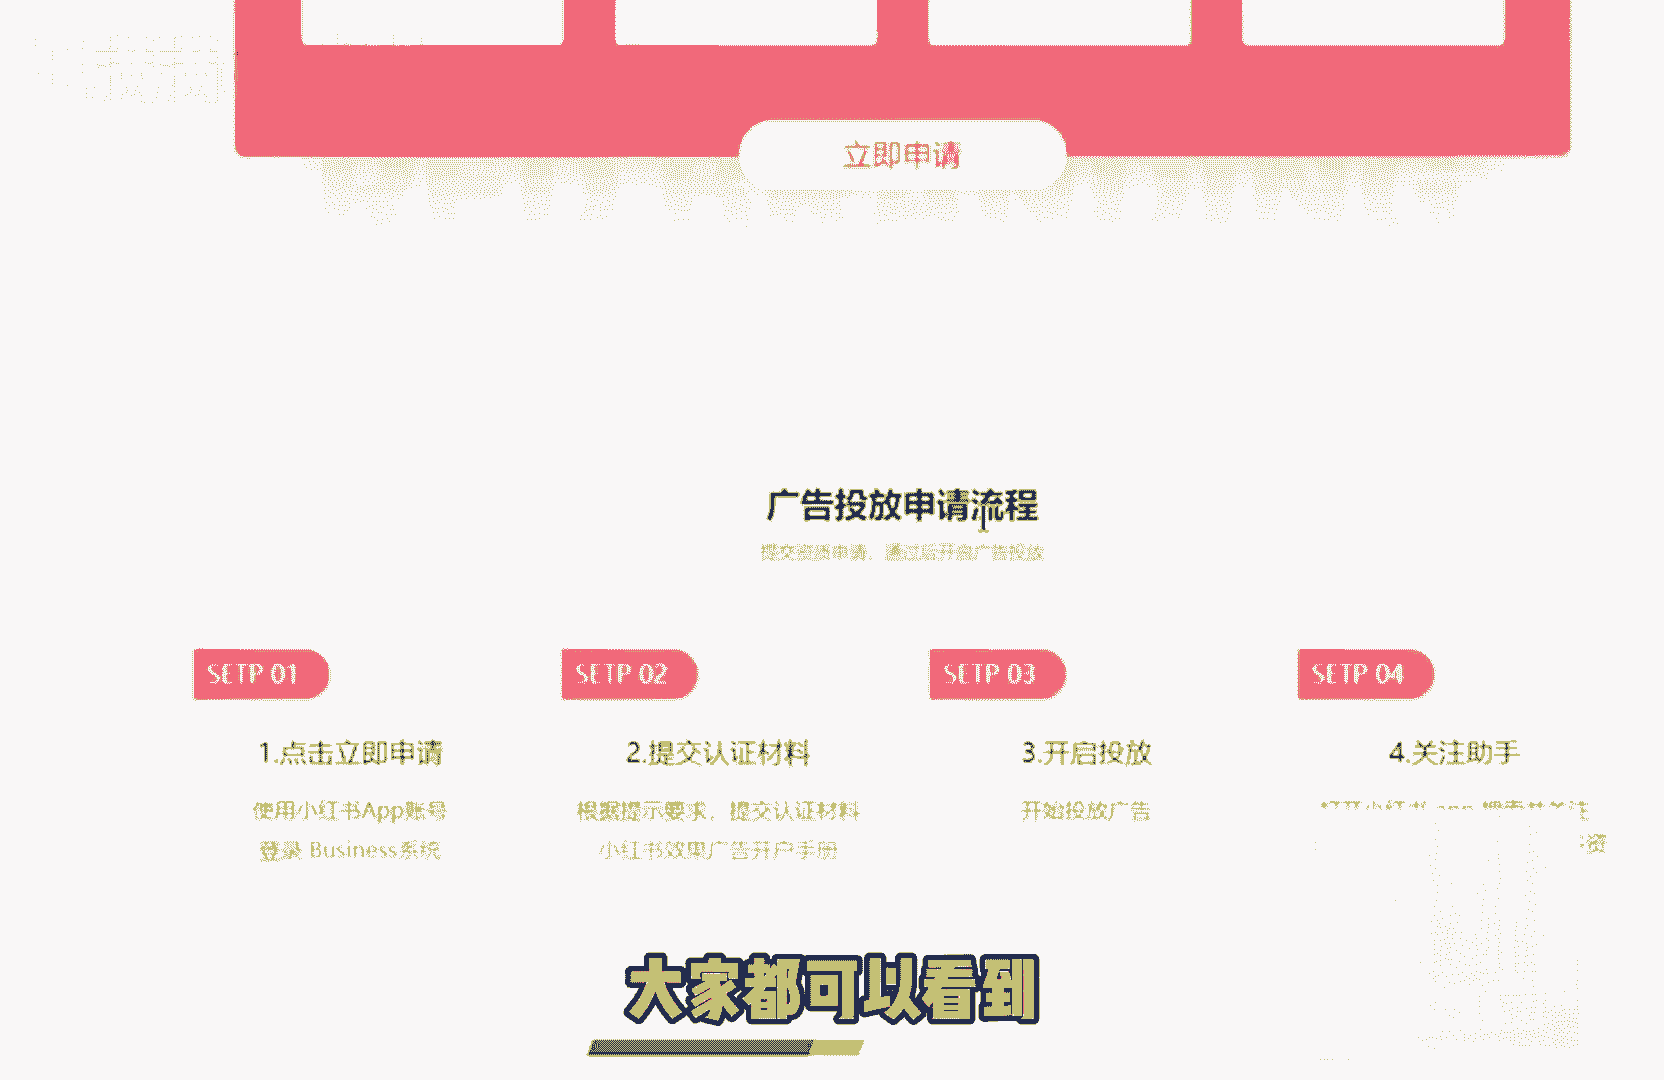 立即申请
广告投放申请流程
提交资质申请，通过后开启广告投放
SETP 01
SETP 02
SETP 03
SETP 04
1.点击立即申请
2.提交认证材料
3.开启投放
4.关注助手
使用小红书App账号
登录 Business系统
根据提示要求，提交认证材料
小红书效果广告开户手册
开始投放广告
资
大家都可以看到